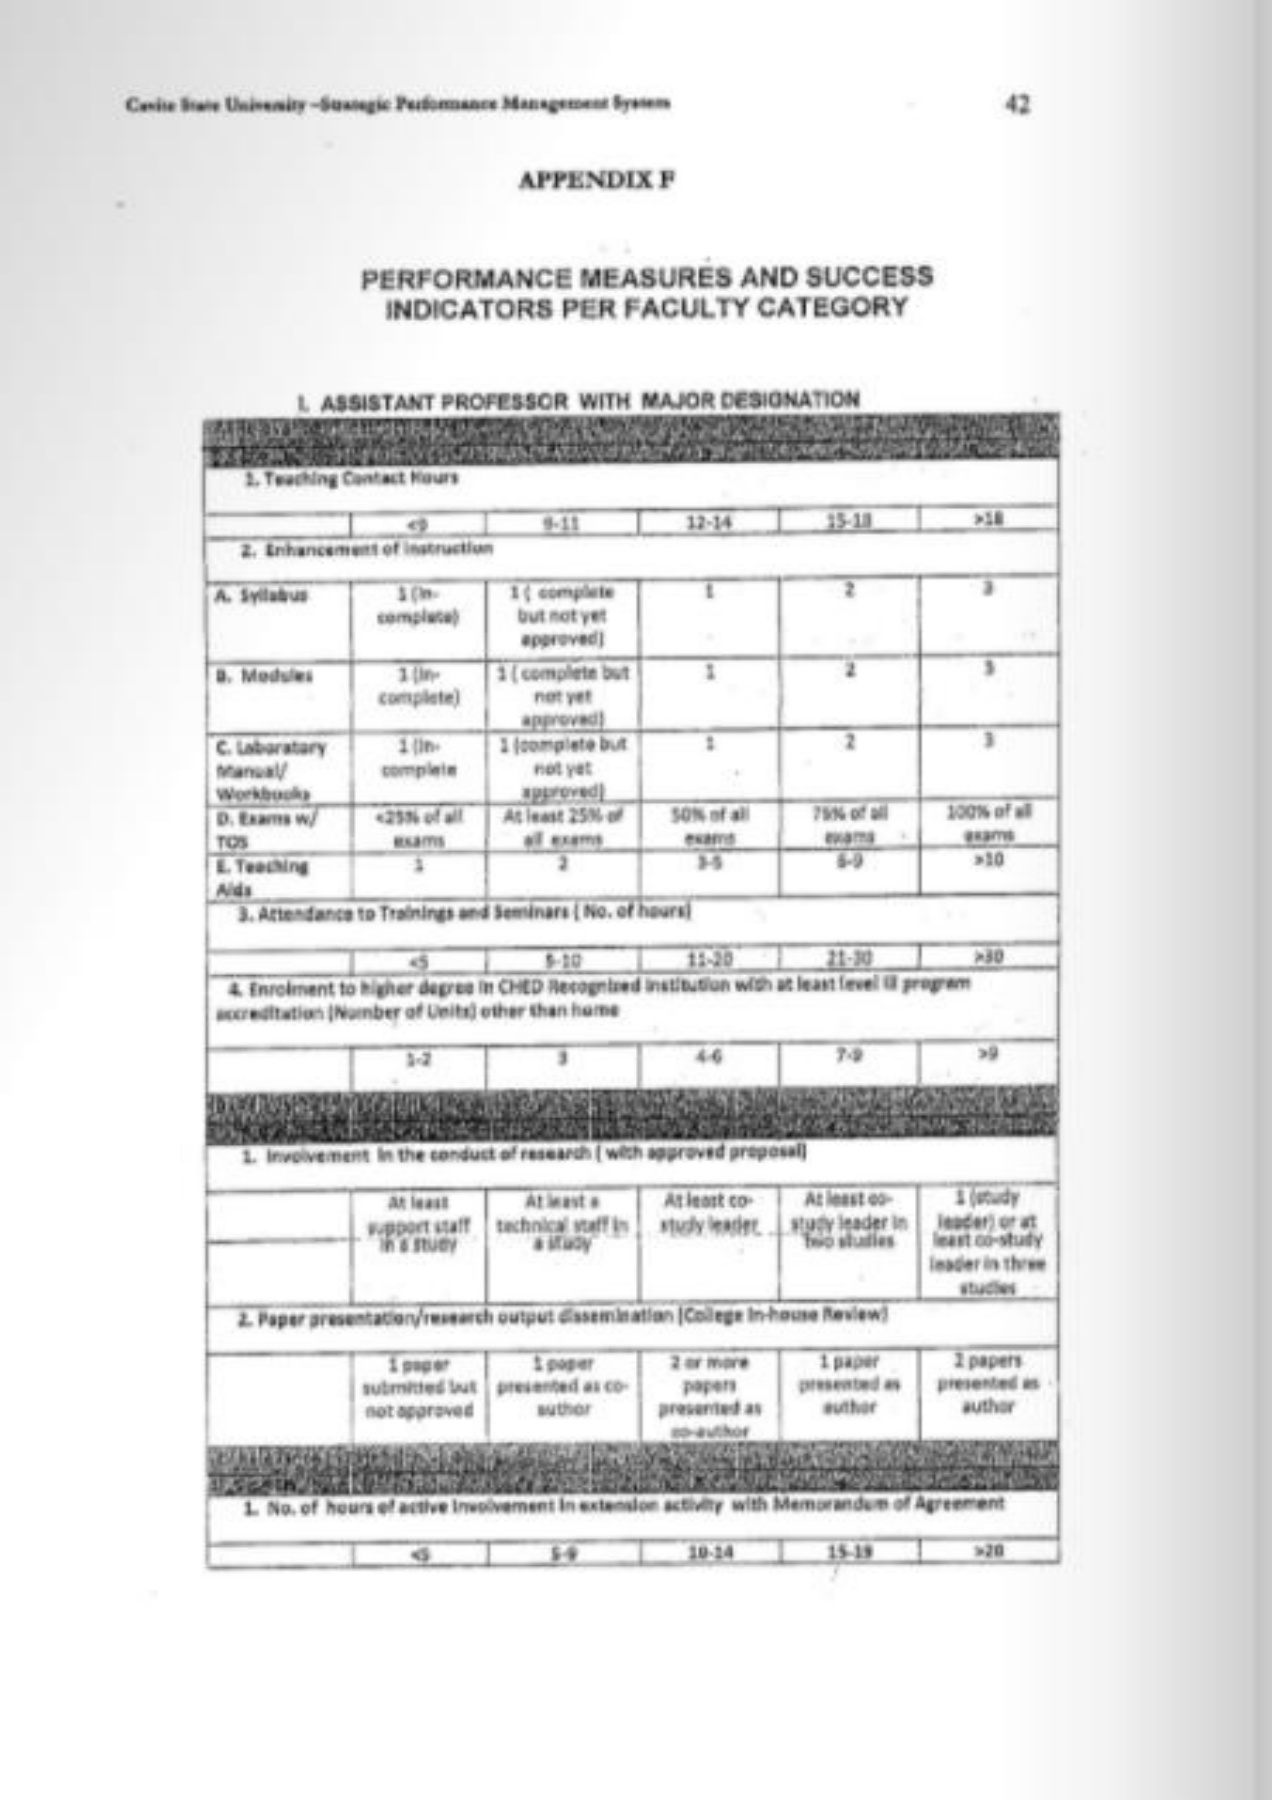 Cavite State University –Strategic Performance Management System 42
APPENDIX F
PERFORMANCE MEASURES AND SUCCESS
INDICATORS PER FACULTY CATEGORY
I. ASSISTANT PROFESSOR WITH MAJOR DESIGNATION
1. Teaching Contact Hours
<9 9-11 12-14 15-18 >18
2. Enhancement of instruction
A. Syllabus 1 (In- 1 ( complete 1 2 3
complete) but not yet
approved)
B. Modules 1 (In- 1 ( complete but 1 2 3
complete) not yet
approved)
C. Laboratory 1 (In- 1 (complete but 1 2 3
Manual/ complete not yet
Workbooks approved)
D. Exams w/ <25% of all At least 25% of 50% of all 75% of all 100% of all
TOS exams all exams exams exams exams
E. Teaching 1 2 3-5 6-9 >10
Aids
3. Attendance to Trainings and Seminars ( No. of hours)
<5 5-10 11-20 21-30 >30
4. Enrolment to higher degree in CHED Recognized institution with at least level III program
accreditation (Number of Units) other than home
1-2 3 4-6 7-9 >9
1. Involvement in the conduct of research ( with approved proposal)
At least At least a At least co- At least co- 1 (study
support staff technical staff in study leader study leader in leader) or at
in a study a study two studies least co-study
leader in three
studies
2. Paper presentation/research output dissemination (College In-house Review)
1 paper 1 paper 2 or more 1 paper 2 papers
submitted but presented as co- papers presented as presented as
not approved author presented as author author
co-author
1. No. of hours of active involvement in extension activity with Memorandum of Agreement
<5 5-9 10-14 15-19 >20